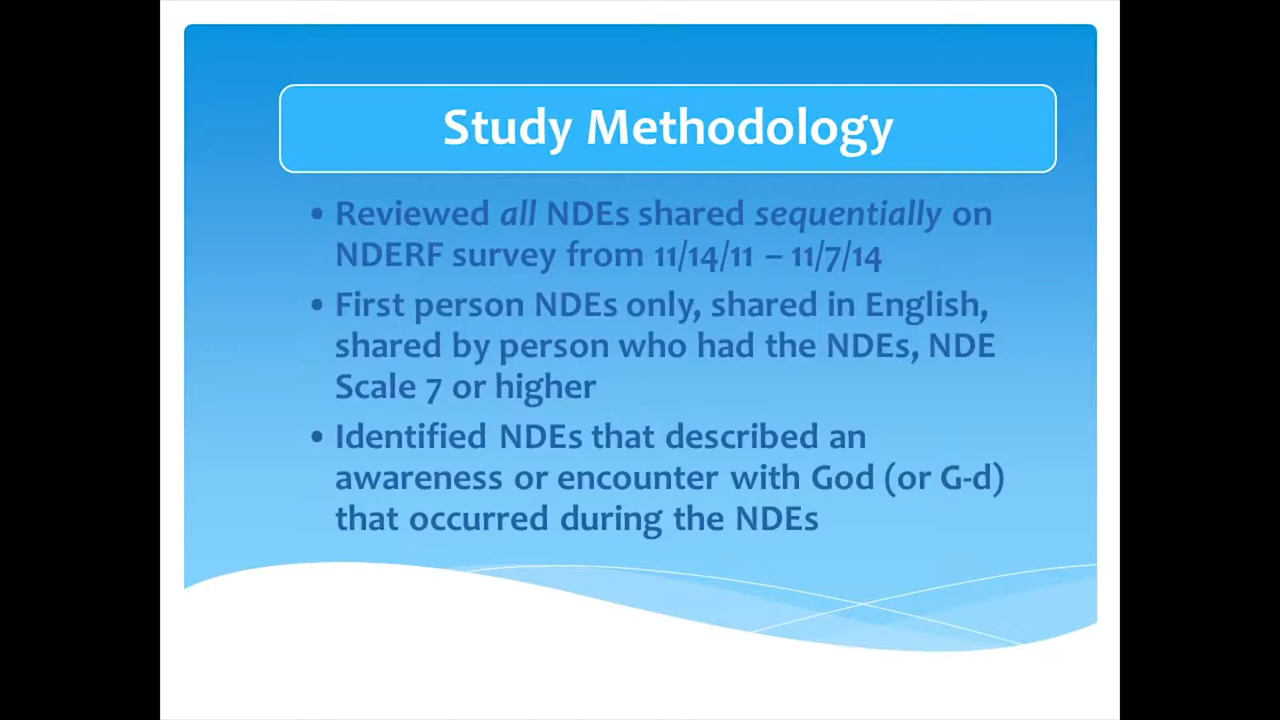 Study Methodology
• Reviewed all NDEs shared sequentially on
NDERF survey from 11/14/11 – 11/7/14
• First person NDEs only, shared in English,
shared by person who had the NDEs, NDE
Scale 7 or higher
• Identified NDEs that described an
awareness or encounter with God (or G-d)
that occurred during the NDEs